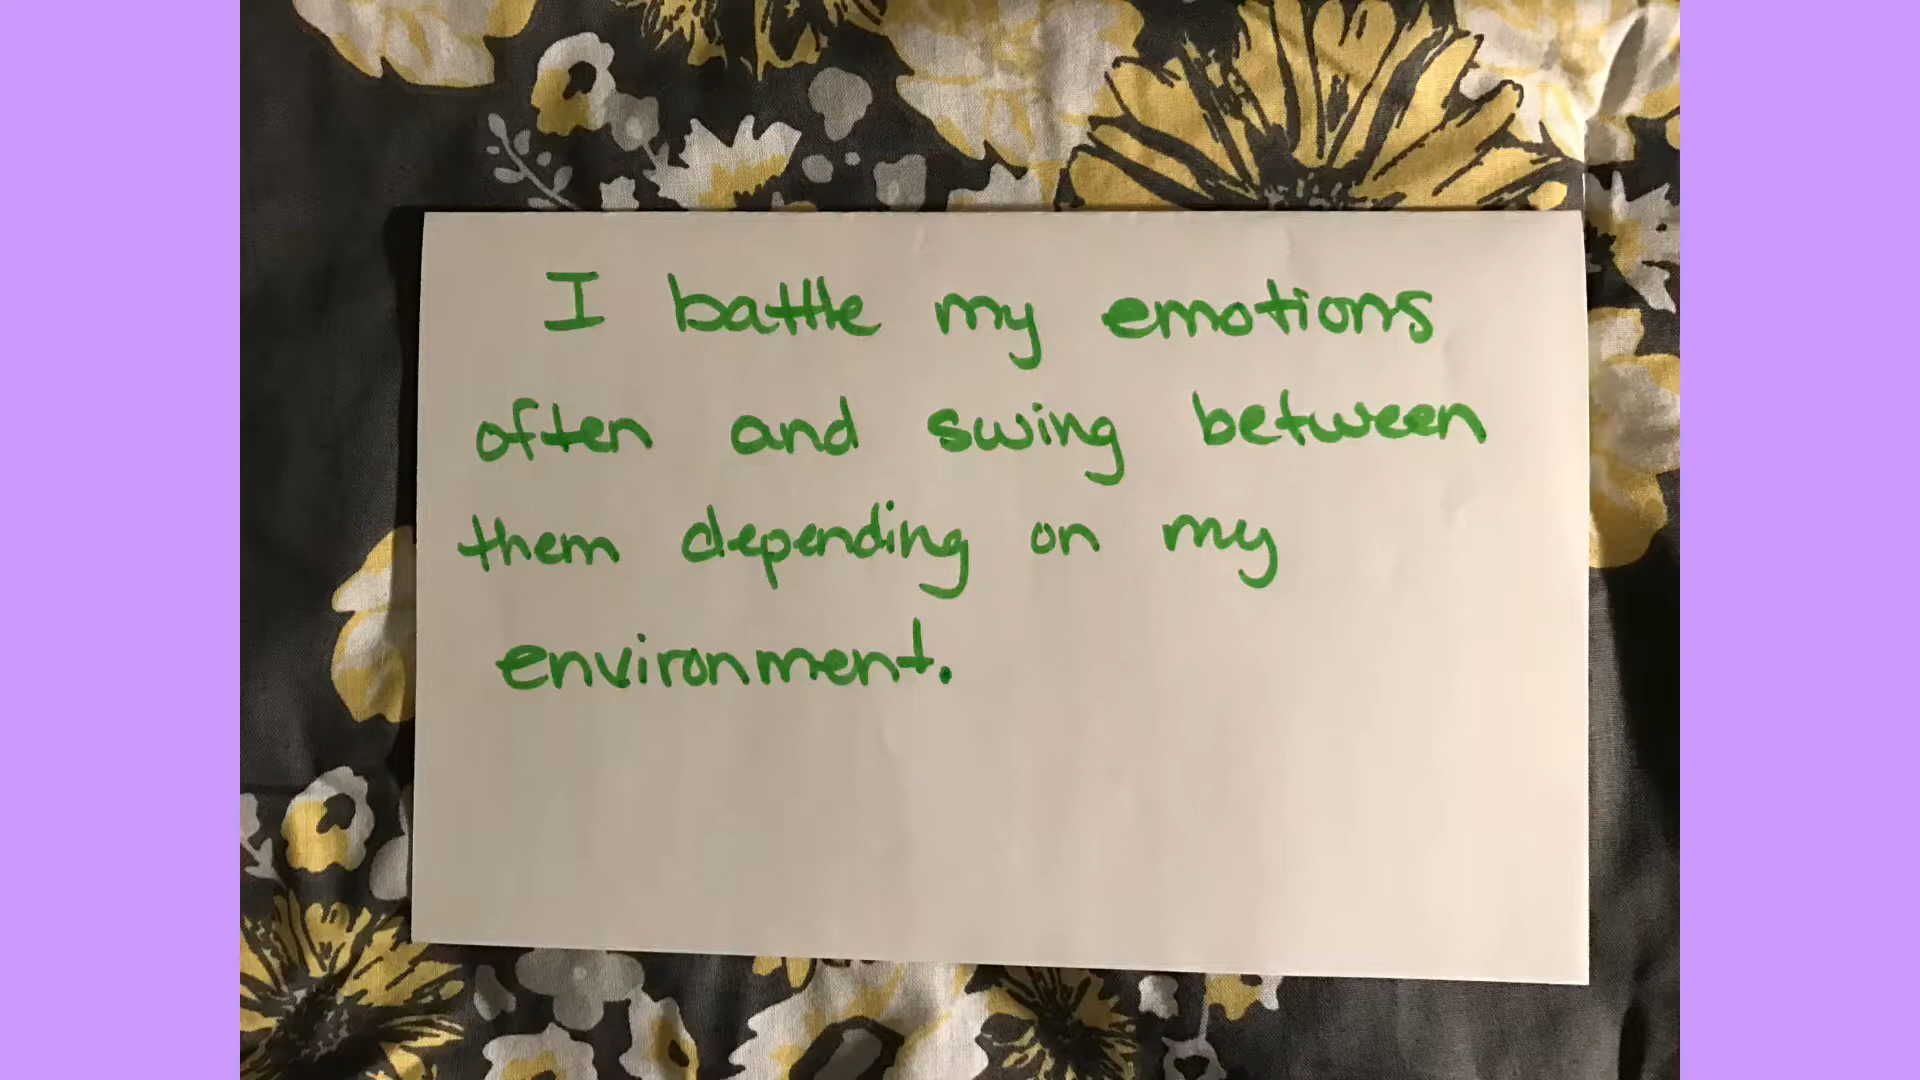 I battle my emotions
often and swing between
them depending on my
environment.